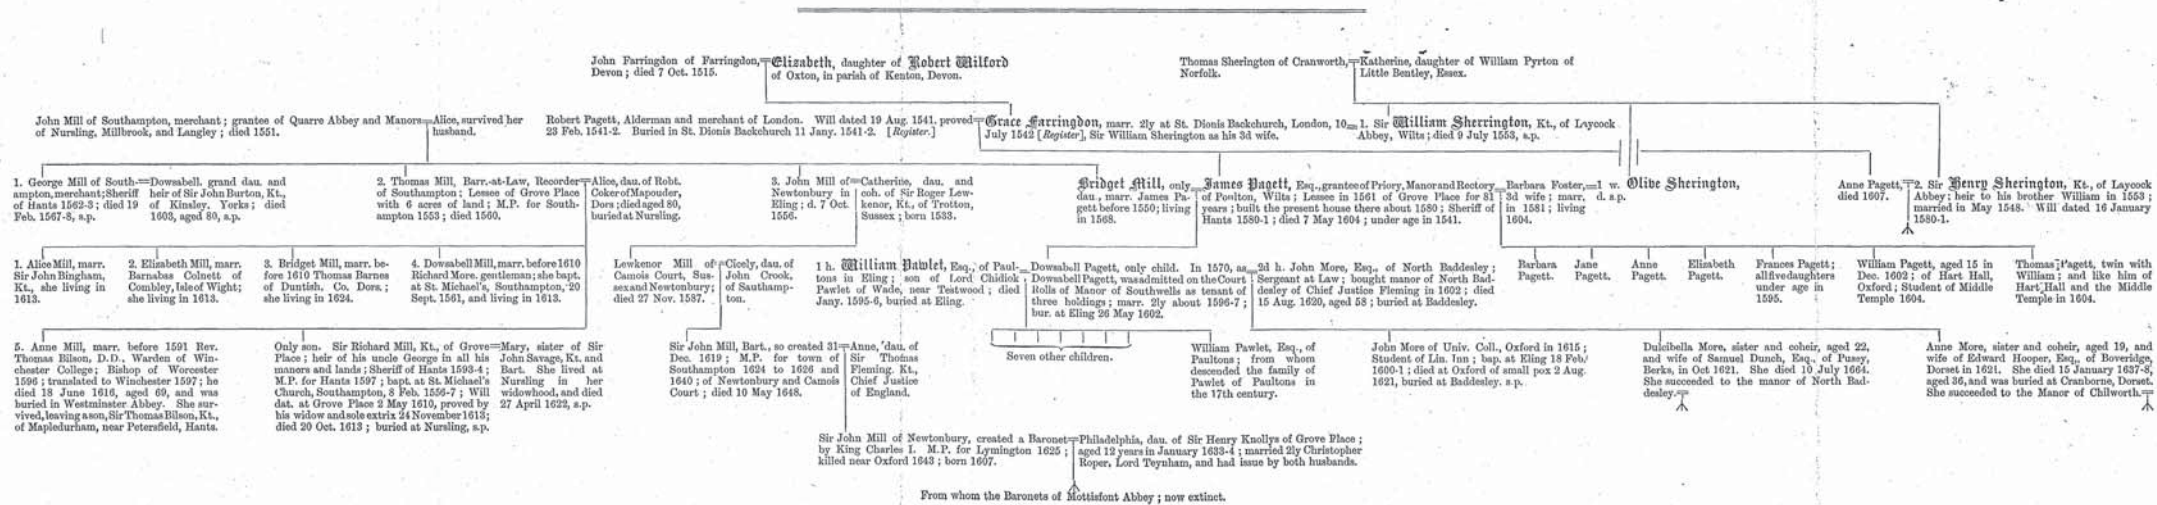 John Farringdon of Farringdon,
Devon ; died 7 Oct. 1515.
Elizabeth, daughter of Robert Wilford
of Oxton, in parish of Kenton, Devon.
Thomas Sherington of Cranworth,
Norfolk.
Katherine, daughter of William Pyrton of
Little Bentley, Essex.
John Mill of Southampton, merchant ; grantee of Quarre Abbey and Manors
of Nursling, Millbrook, and Langley ; died 1551.
Alice, survived her
husband.
Robert Pagett, Alderman and merchant of London. Will dated 19 Aug. 1541. proved
23 Feb. 1541-2. Buried in St. Dionis Backchurch 11 Jany. 1541-2. [Register.]
Grace Farringdon, marr. 2ly at St. Dionis Backchurch, London, 10
July 1542 [Register], Sir William Sherington as his 3d wife.
1. Sir William Sherrington, Kt., of Laycock
Abbey, Wilts ; died 9 July 1553, s.p.
1. George Mill of South-
ampton, merchant; Sheriff
of Hants 1562-3 ; died 19
Feb. 1567-8, s.p.
Dowsabell. grand dau. and
heir of Sir John Burton, Kt.,
of Kinsley. Yorks ; died
1603, aged 80, s.p.
2. Thomas Mill, Barr.-at-Law, Recorder
of Southampton ; Lessee of Grove Place
with 6 acres of land ; M.P. for South-
ampton 1553 ; died 1560.
Alice, dau. of Robt.
Coker of Mapouder,
Dors ; died aged 80,
buried at Nursling.
3. John Mill of
Newtonbury in
Eling ; d. 7 Oct.
1556.
Catherine, dau. and
coh. of Sir Roger Lew-
kenor, Kt., of Trotton,
Sussex ; born 1533.
Bridget Mill, only
dau., marr. James Pa-
gett before 1550; living
in 1568.
James Pagett, Esq., grantee of Priory, Manor and Rectory
of Poulton, Wilts ; Lessee in 1561 of Grove Place for 81
years ; built the present house there about 1580 ; Sheriff of
Hants 1580-1 ; died 7 May 1604 ; under age in 1541.
Barbara Foster,
3d wife ; marr.
in 1581 ; living
1604.
1 w. Olive Sherington,
d. s.p.
Anne Pagett,
died 1607.
2. Sir Henry Sherington, Kt., of Laycock
Abbey ; heir to his brother William in 1553 ;
married in May 1548. Will dated 16 January
1580-1.
1. Alice Mill, marr.
Sir John Bingham,
Kt., she living in
1613.
2. Elizabeth Mill, marr.
Barnabas Colnett of
Combley, Isle of Wight;
she living in 1613.
3. Bridget Mill, marr. be-
fore 1610 Thomas Barnes
of Duntish. Co. Dors. ;
she living in 1624.
4. Dowsabell Mill, marr. before 1610
Richard More. gentleman; she bapt.
at St. Michael's, Southampton, 20
Sept. 1561, and living in 1613.
Lewkenor Mill of
Camois Court, Sus-
sex and Newtonbury ;
died 27 Nov. 1587.
Cicely, dau. of
John Crook,
of Southamp-
ton.
1 h. William Pawlet, Esq., of Paul-
tons in Eling ; son of Lord Chidiok
Pawlet of Wade, near Testwood ; died
Jany. 1595-6, buried at Eling.
Dowsabell Pagett, only child. In 1570, as
Dowsabell Pagett, was admitted on the Court
Rolls of Manor of Southwells as tenant of
three holdings ; marr. 2ly about 1596-7 ;
bur. at Eling 26 May 1602.
2d h. John More, Esq., of North Baddesley ;
Sergeant at Law ; bought manor of North Bad-
desley of Chief Justice Fleming in 1602 ; died
15 Aug. 1620, aged 58 ; buried at Baddesley.
Barbara
Pagett.
Jane
Pagett.
Anne
Pagett.
Elizabeth
Pagett.
Frances Pagett ;
all five daughters
under age in
1595.
William Pagett, aged 15 in
Dec. 1602 ; of Hart Hall,
Oxford ; Student of Middle
Temple 1604.
Thomas Pagett, twin with
William ; and like him of
Hart Hall and the Middle
Temple in 1604.
5. Anne Mill, marr. before 1591 Rev.
Thomas Bilson, D.D., Warden of Win-
chester College ; Bishop of Worcester
1596 ; translated to Winchester 1597 ; he
died 18 June 1616, aged 69, and was
buried in Westminster Abbey. She sur-
vived, leaving a son, Sir Thomas Bilson, Kt.,
of Mapledurham, near Petersfield, Hants.
Only son. Sir Richard Mill, Kt., of Grove
Place ; heir of his uncle George in all his
manors and lands ; Sheriff of Hants 1593-4 ;
M.P. for Hants 1597 ; bapt. at St. Michael's
Church, Southampton, 8 Feb. 1556-7 ; Will
dat. at Grove Place 2 May 1610, proved by
his widow and sole extrix 24 November 1613 ;
died 20 Oct. 1613 ; buried at Nursling, s.p.
Mary, sister of Sir
John Savage, Kt. and
Bart. She lived at
Nursling in her
widowhood, and died
27 April 1622, s.p.
Sir John Mill, Bart., so created 31
Dec. 1619 ; M.P. for town of
Southampton 1624 to 1626 and
1640 ; of Newtonbury and Camois
Court ; died 10 May 1648.
Anne, dau. of
Sir Thomas
Fleming. Kt.,
Chief Justice
of England.
Seven other children.
William Pawlet, Esq., of
Paultons ; from whom
descended the family of
Pawlet of Paultons in
the 17th century.
John More of Univ. Coll., Oxford in 1615 ;
Student of Lin. Inn ; bap. at Eling 18 Feb.
1600-1 ; died at Oxford of small pox 2 Aug.
1621, buried at Baddesley. s.p.
Dulcibella More, sister and coheir, aged 22,
and wife of Samuel Dunch, Esq., of Pusey,
Berks, in Oct 1621. She died 10 July 1664.
She succeeded to the manor of North Bad-
desley.
Anne More, sister and coheir, aged 19, and
wife of Edward Hooper, Esq., of Boveridge,
Dorset in 1621. She died 15 January 1637-8,
aged 36, and was buried at Cranborne, Dorset.
She succeeded to the Manor of Chilworth.
Sir John Mill of Newtonbury, created a Baronet
by King Charles I. M.P. for Lymington 1625 ;
killed near Oxford 1643 ; born 1607.
Philadelphia, dau. of Sir Henry Knollys of Grove Place ;
aged 12 years in January 1633-4 ; married 2ly Christopher
Roper, Lord Teynham, and had issue by both husbands.
From whom the Baronets of Mottisfont Abbey ; now extinct.